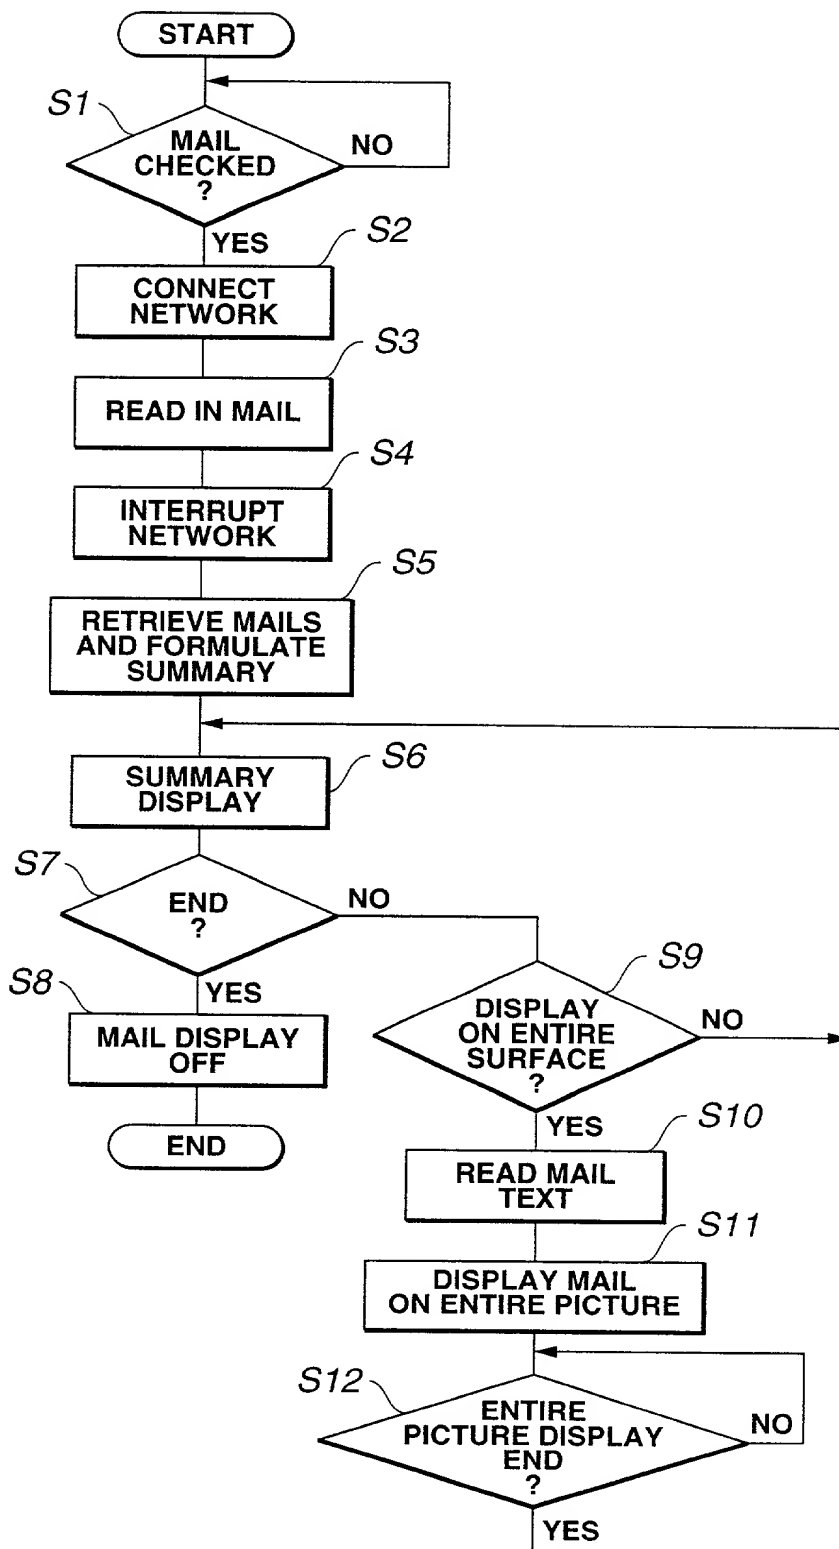 START
S1
MAIL
CHECKED
?
NO
YES
S2
CONNECT
NETWORK
S3
READ IN MAIL
S4
INTERRUPT
NETWORK
S5
RETRIEVE MAILS
AND FORMULATE
SUMMARY
S6
SUMMARY
DISPLAY
S7
END
?
NO
YES
S8
MAIL DISPLAY
OFF
END
S9
DISPLAY
ON ENTIRE
SURFACE
?
NO
YES
S10
READ MAIL
TEXT
S11
DISPLAY MAIL
ON ENTIRE PICTURE
S12
ENTIRE
PICTURE DISPLAY
END
?
NO
YES